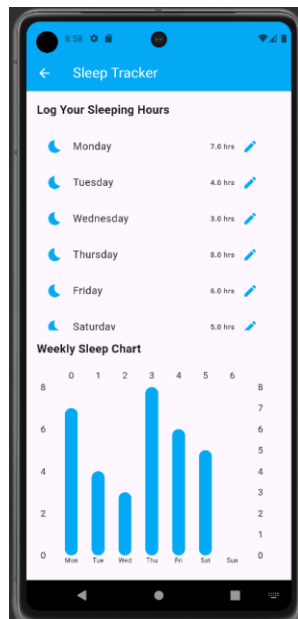 8:58
Sleep Tracker
Log Your Sleeping Hours
Monday 7.0 hrs
Tuesday 4.0 hrs
Wednesday 3.0 hrs
Thursday 8.0 hrs
Friday 6.0 hrs
Saturday 5.0 hrs
Weekly Sleep Chart
0 1 2 3 4 5 6
8 8
7
6 6
5
4 4
3
2 2
1
0 0
Mon Tue Wed Thu Fri Sat Sun